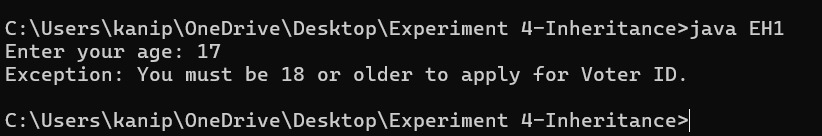 C:\Users\kanip\OneDrive\Desktop\Experiment 4-Inheritance>java EH1
Enter your age: 17
Exception: You must be 18 or older to apply for Voter ID.
C:\Users\kanip\OneDrive\Desktop\Experiment 4-Inheritance>